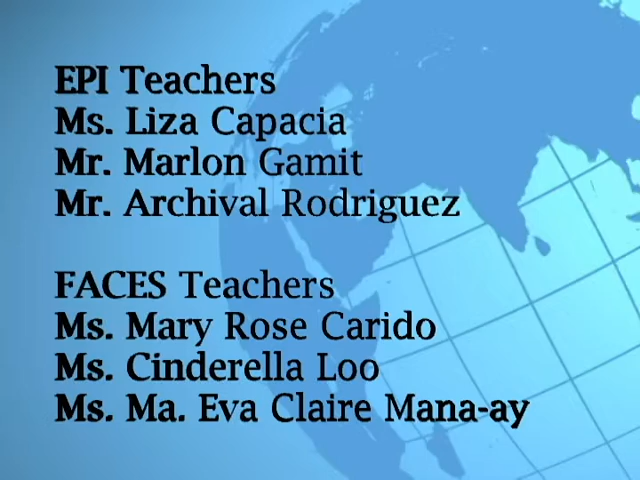 EPI Teachers
Ms. Liza Capacia
Mr. Marlon Gamit
Mr. Archival Rodriguez
FACES Teachers
Ms. Mary Rose Carido
Ms. Cinderella Loo
Ms. Ma. Eva Claire Mana-ay